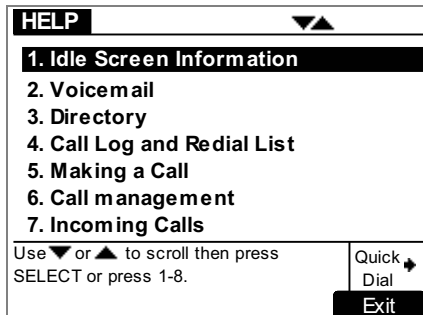 HELP
1. Idle Screen Information
2. Voicemail
3. Directory
4. Call Log and Redial List
5. Making a Call
6. Call management
7. Incoming Calls
Use ▼ or ▲ to scroll then press
SELECT or press 1-8.
Quick
Dial
Exit